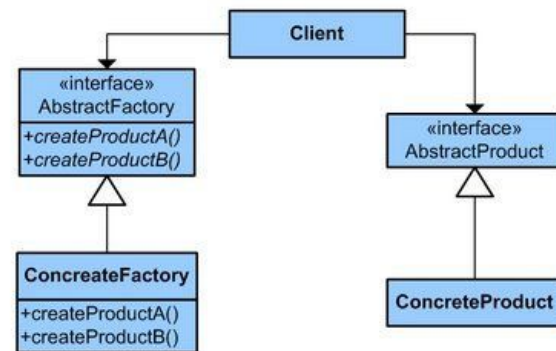 Client
«interface»
AbstractFactory
+createProductA()
+createProductB()
«interface»
AbstractProduct
ConcreateFactory
+createProductA()
+createProductB()
ConcreteProduct